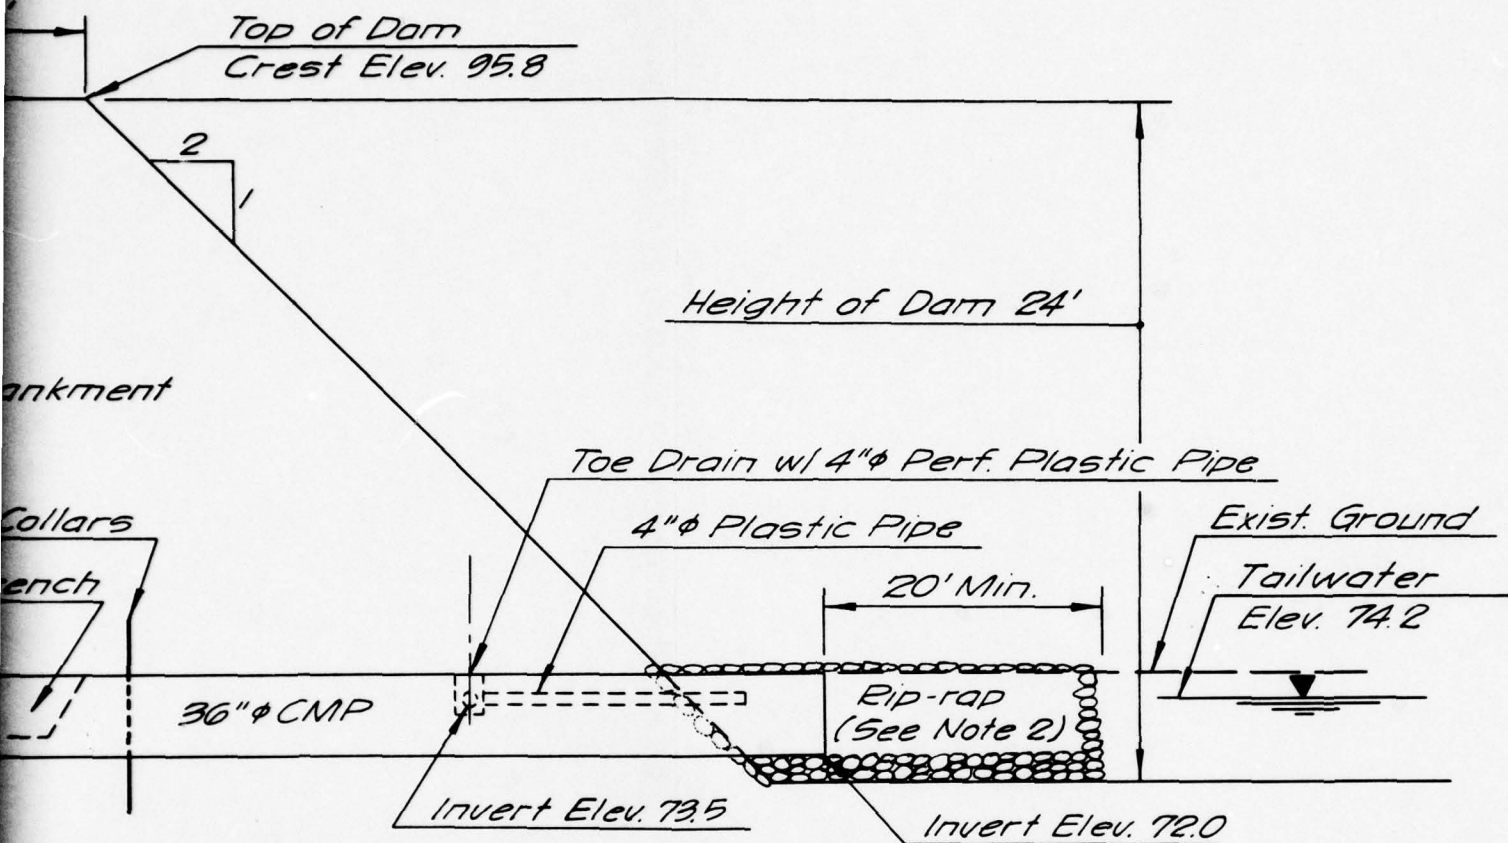 Top of Dam
Crest Elev. 95.8
2
1
Height of Dam 24'
ankment
Toe Drain w/ 4"ϕ Perf. Plastic Pipe
Collars
4"ϕ Plastic Pipe
Exist. Ground
ench
20' Min.
Tailwater
Elev. 74.2
36"ϕ CMP
Rip-rap
(See Note 2)
Invert Elev. 73.5
Invert Elev. 72.0